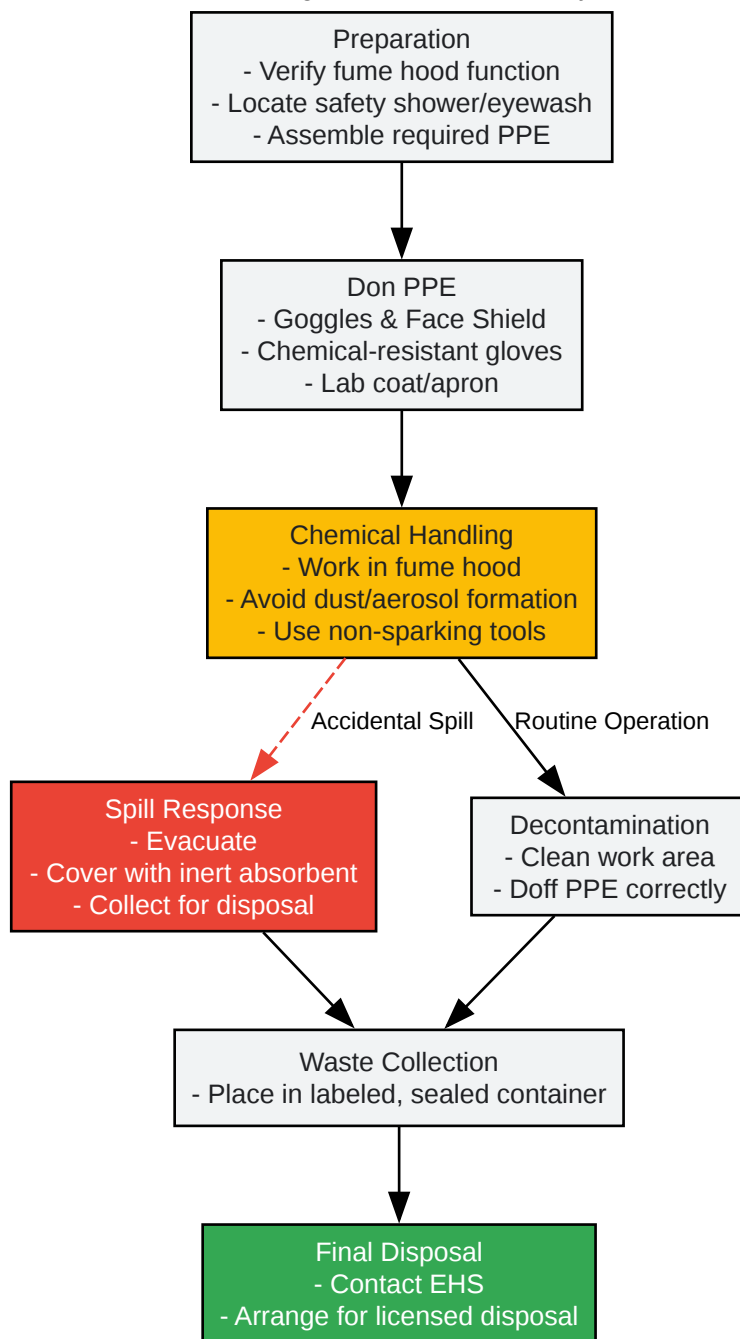 Preparation
- Verify fume hood function
- Locate safety shower/eyewash
- Assemble required PPE
Don PPE
- Goggles & Face Shield
- Chemical-resistant gloves
- Lab coat/apron
Chemical Handling
- Work in fume hood
- Avoid dust/aerosol formation
- Use non-sparking tools
Accidental Spill
Routine Operation
Spill Response
- Evacuate
- Cover with inert absorbent
- Collect for disposal
Decontamination
- Clean work area
- Doff PPE correctly
Waste Collection
- Place in labeled, sealed container
Final Disposal
- Contact EHS
- Arrange for licensed disposal